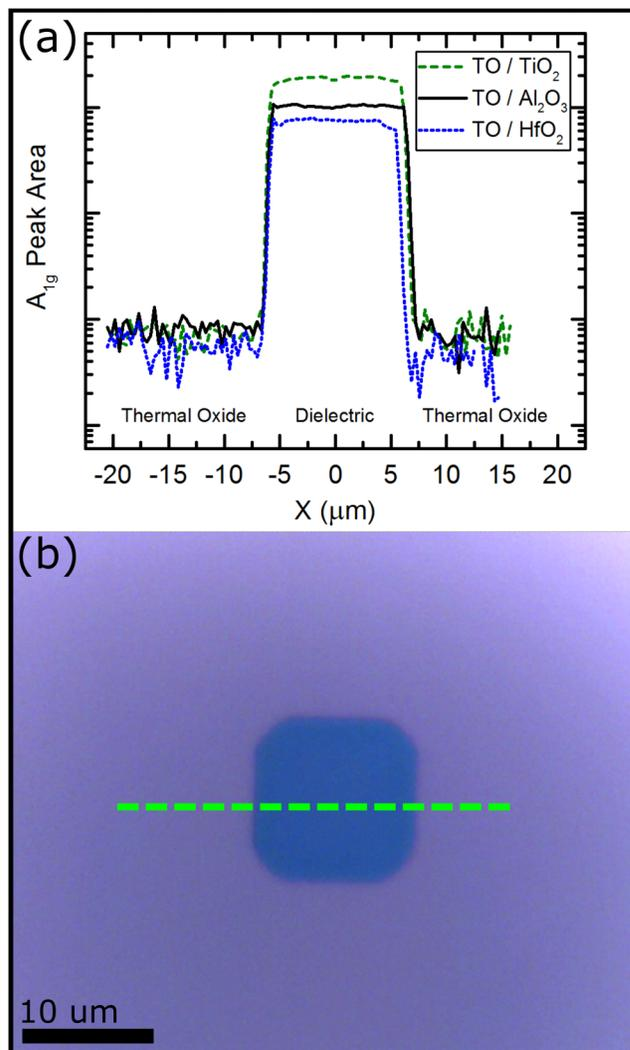 (a)
TO / TiO₂
TO / Al₂O₃
TO / HfO₂
A₁g Peak Area
Thermal Oxide Dielectric Thermal Oxide
-20 -15 -10 -5 0 5 10 15 20
X (μm)
(b)
10 um